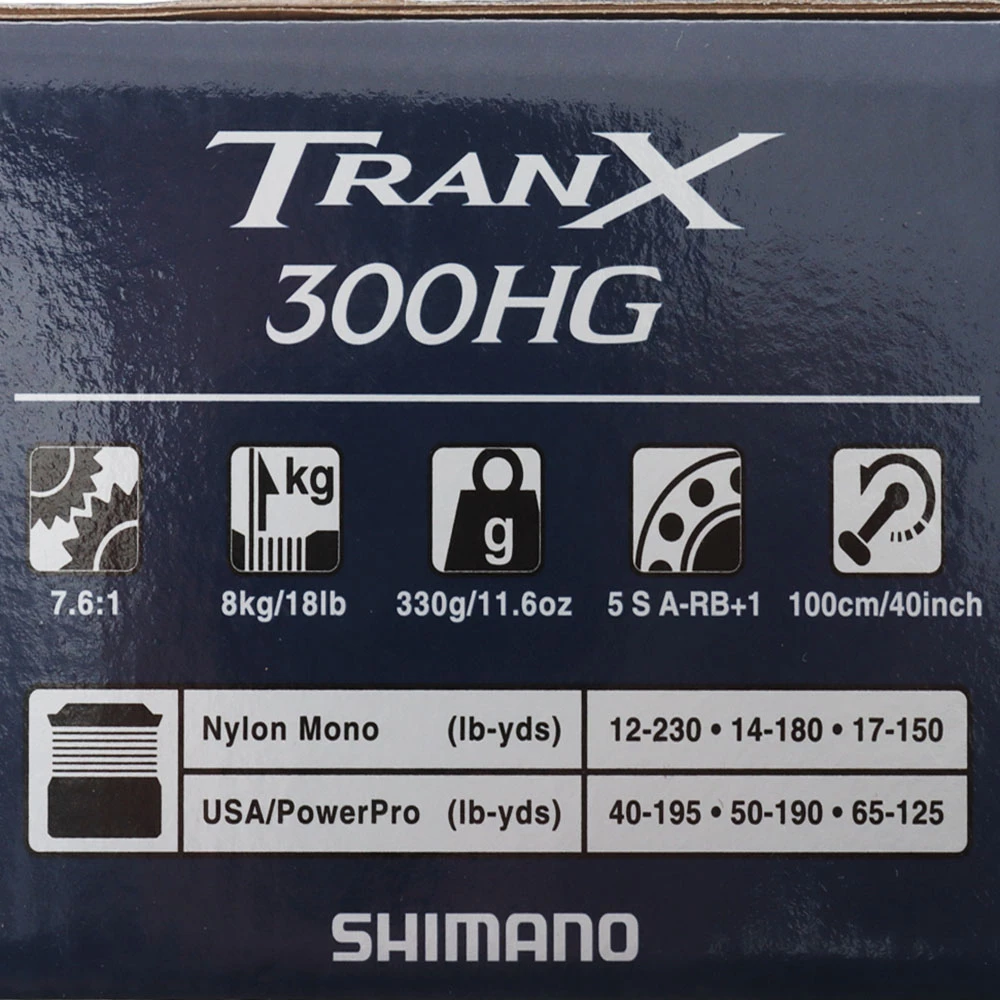 TRANX
300HG
kg
g
7.6:1 8kg/18lb 330g/11.6oz 5 S A-RB+1 100cm/40inch
Nylon Mono (lb-yds) 12-230 • 14-180 • 17-150
USA/PowerPro (lb-yds) 40-195 • 50-190 • 65-125
SHIMANO